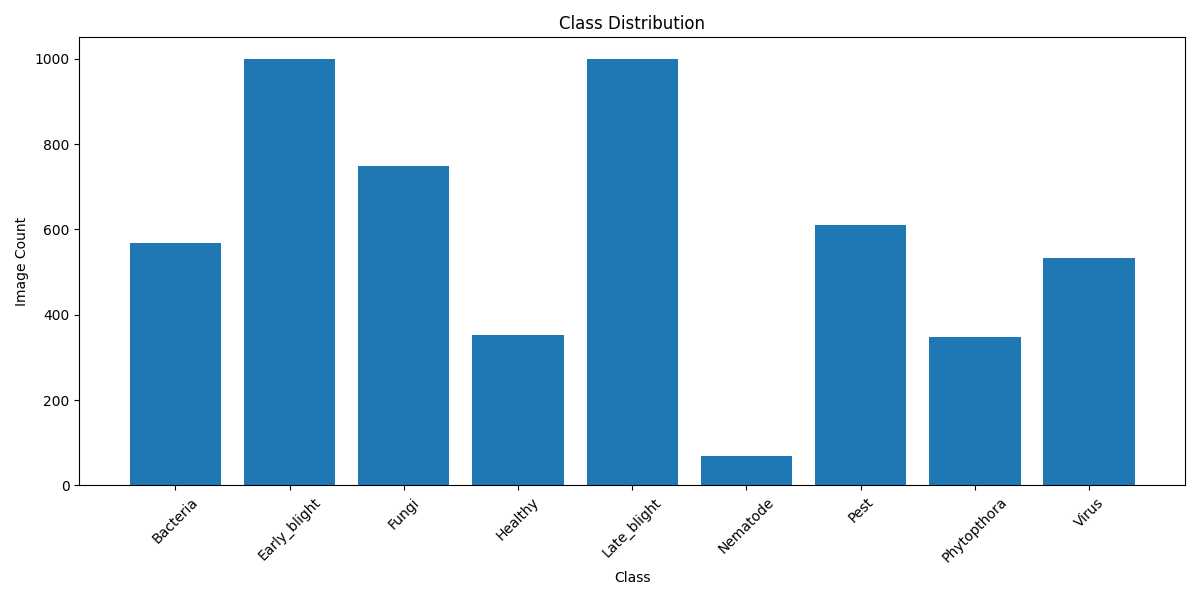 Class Distribution
1000
800
600
400
200
0
Image Count
Bacteria
Early_blight
Fungi
Healthy
Late_blight
Nematode
Pest
Phytopthora
Virus
Class